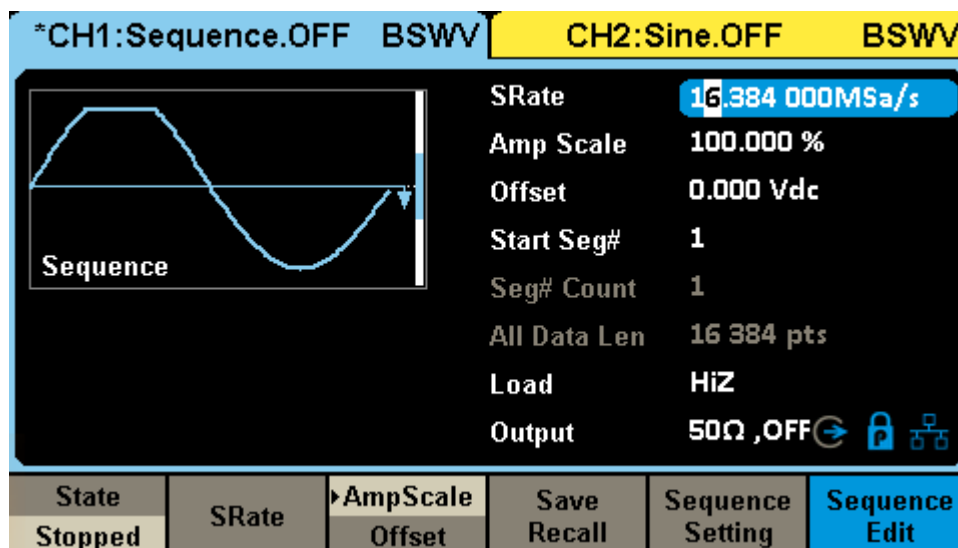 *CH1:Sequence.OFF BSWV CH2:Sine.OFF BSWV
SRate 16.384 000MSa/s
Amp Scale 100.000 %
Offset 0.000 Vdc
Start Seg# 1
Sequence
Seg# Count 1
All Data Len 16 384 pts
Load HiZ
Output 50Ω ,OFF P
State SRate AmpScale Save Sequence Sequence
Stopped Offset Recall Setting Edit